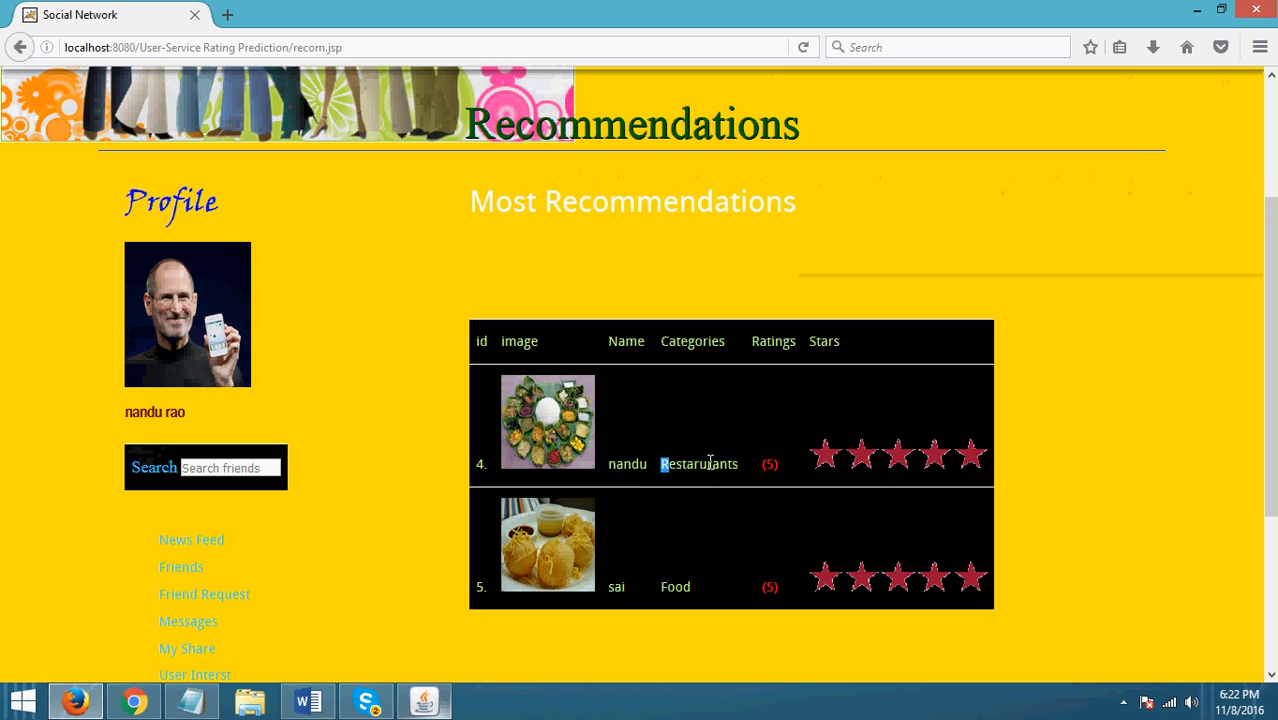 Social Network
localhost:8080/User-Service Rating Prediction/recom.jsp
Search
Recommendations
Profile
Most Recommendations
id image Name Categories Ratings Stars
nandu rao
Search Search friends
4. nandu Restarurants (5)
News Feed
Friends
5. sai Food (5)
Friend Request
Messages
My Share
User Interst
2
6:22 PM
11/8/2016